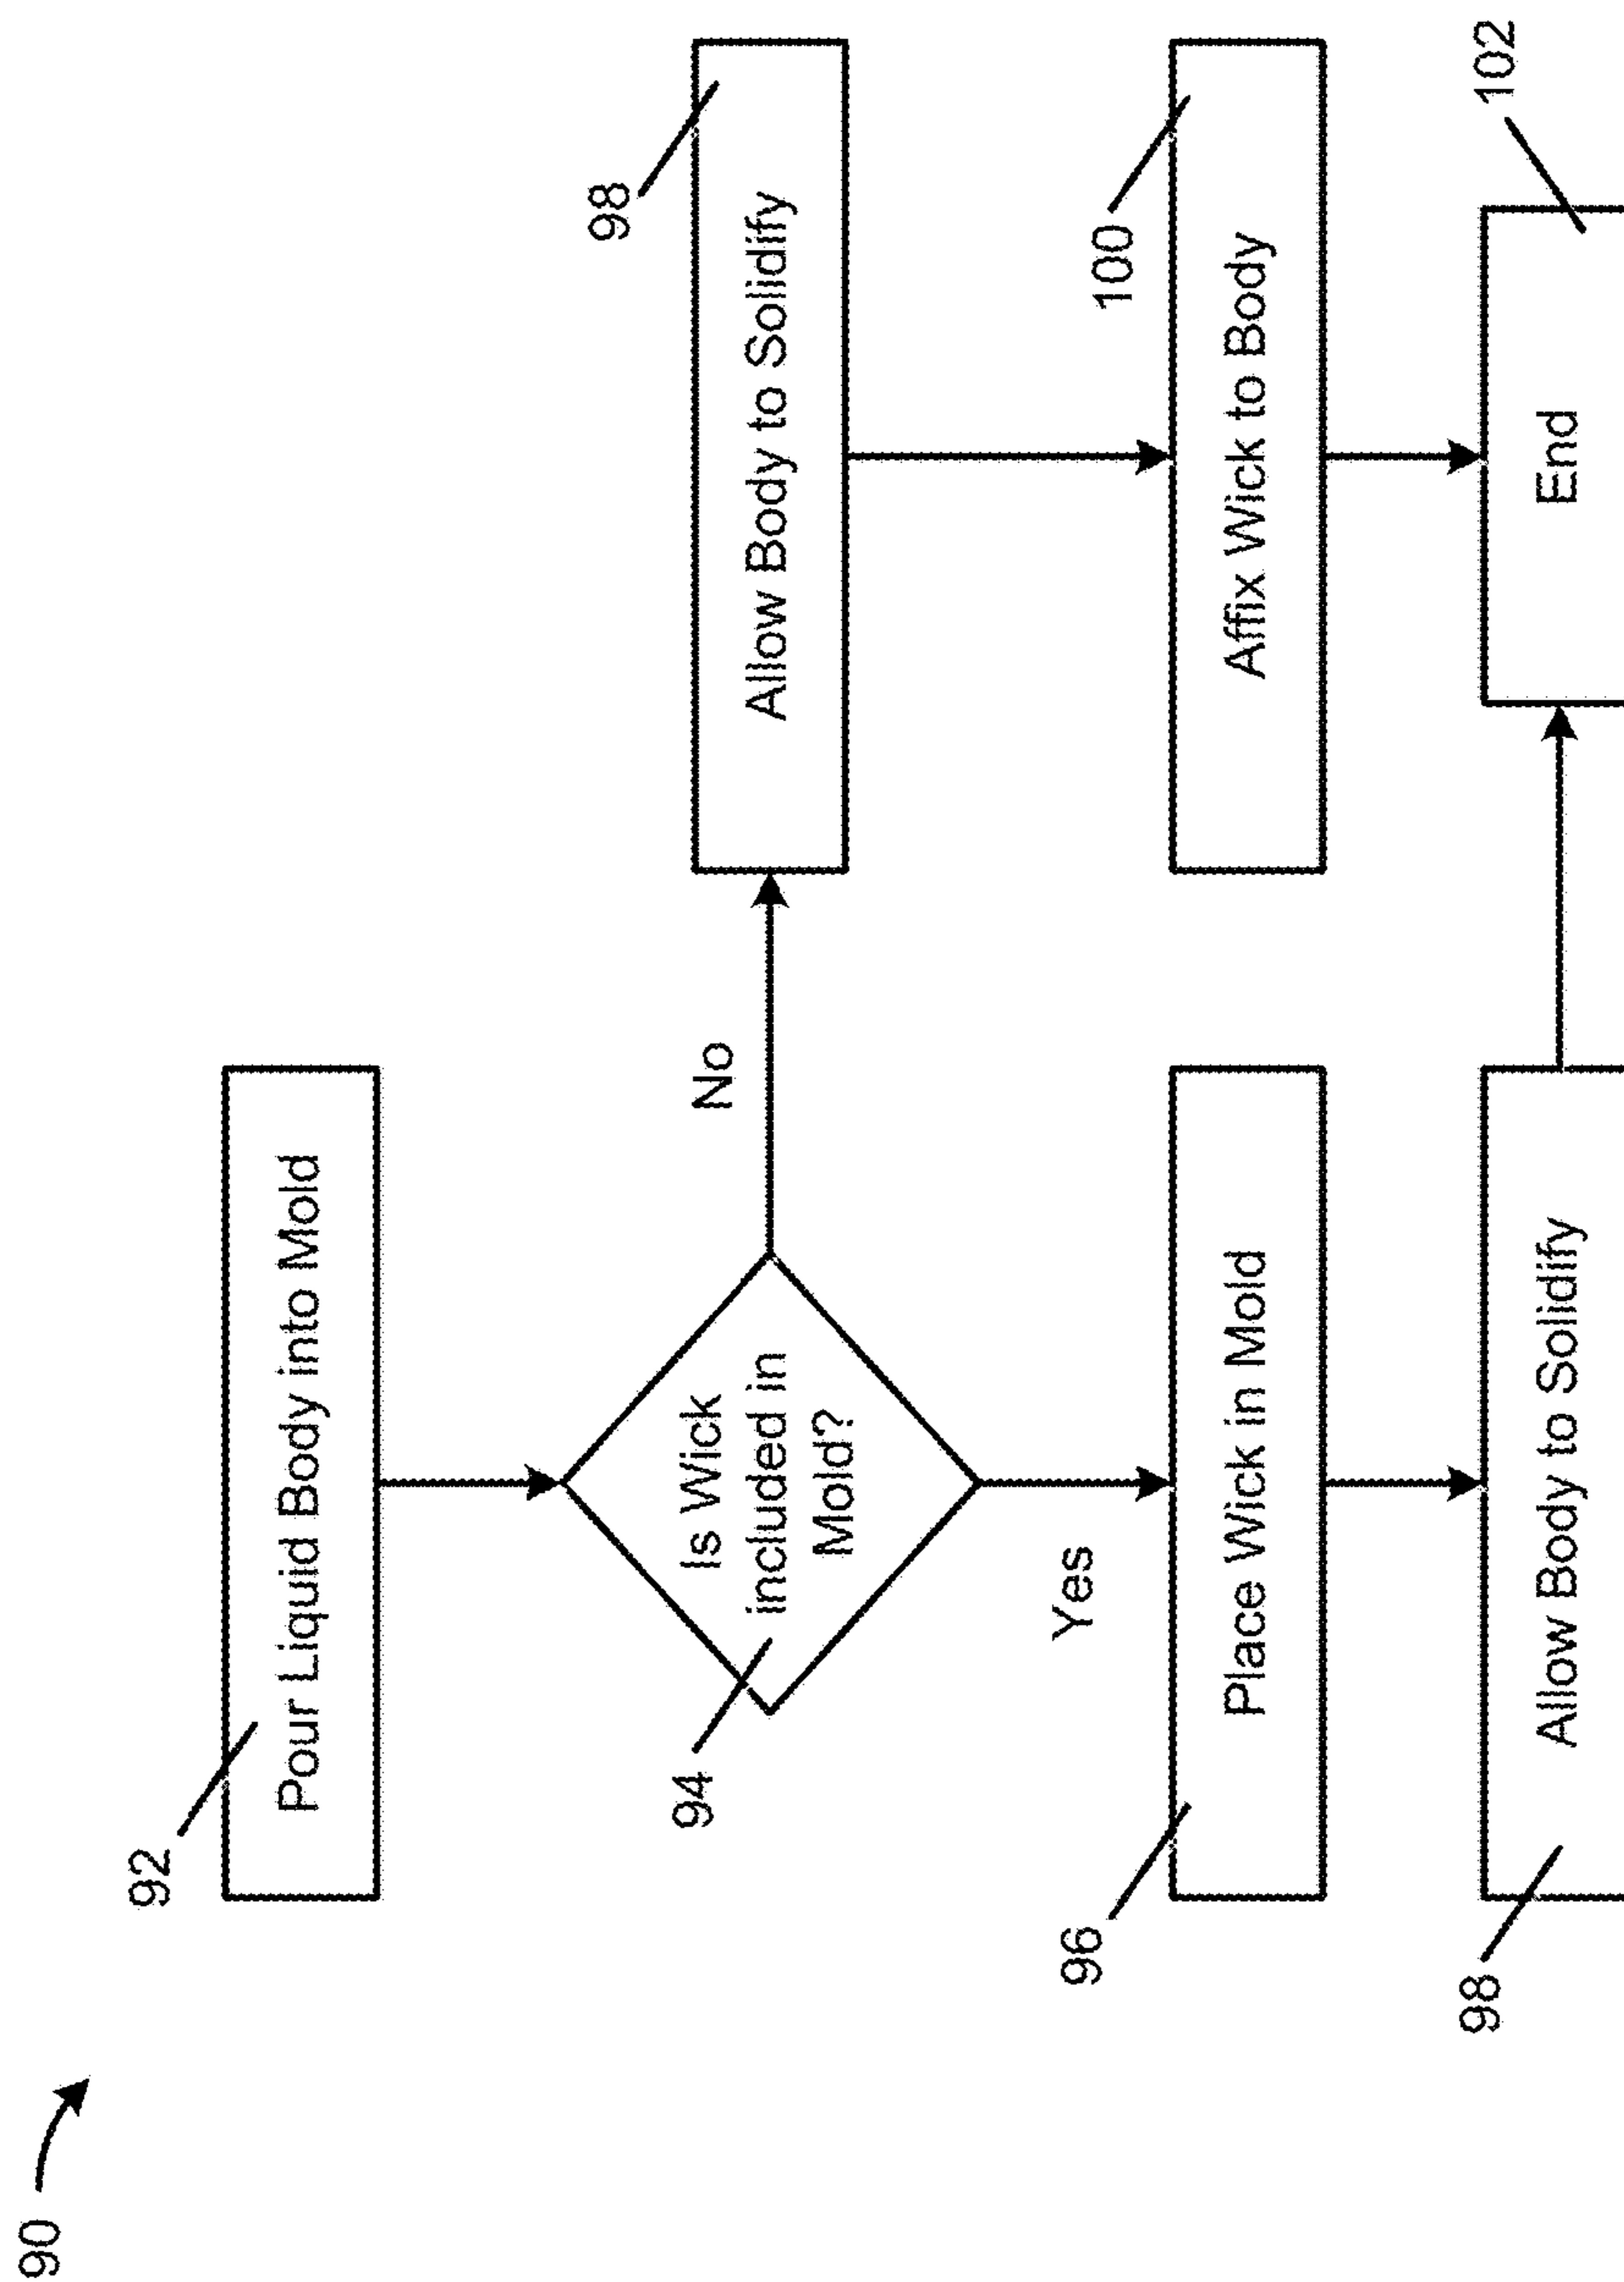 90
92
Pour Liquid Body into Mold
94
Is Wick
included in
Mold?
No
98
Allow Body to Solidify
Yes
96
Place Wick in Mold
100
Affix Wick to Body
98
Allow Body to Solidify
102
End